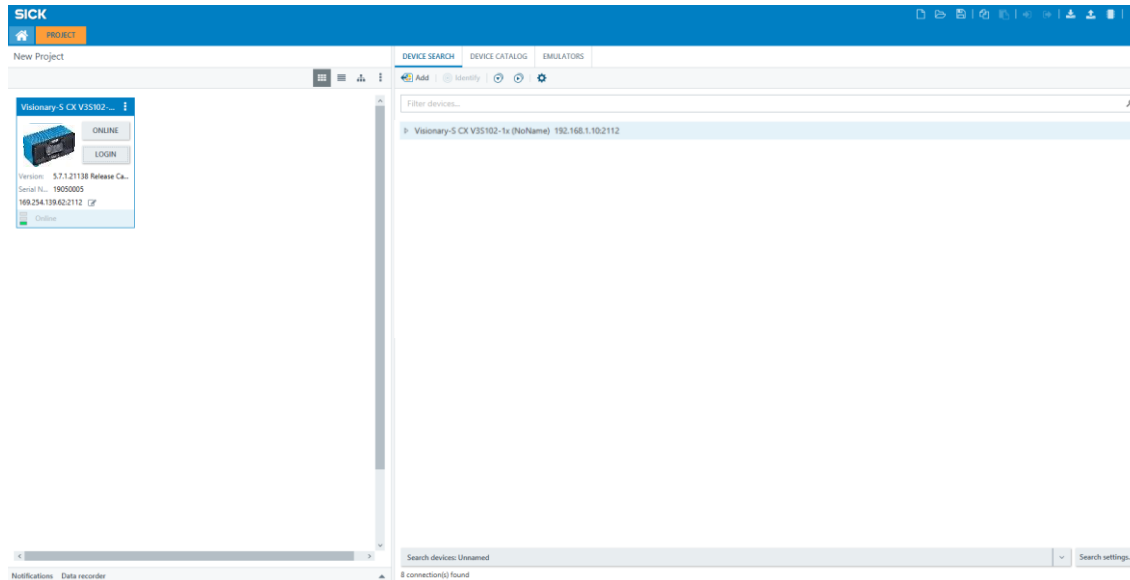 SICK
PROJECT
New Project
DEVICE SEARCH DEVICE CATALOG EMULATORS
Add Identify
Filter devices...
Visionary-S CX V3S102-1x (NoName) 192.168.1.10:2112
Visionary-S CX V3S102-...
ONLINE
LOGIN
Version: 5.7.1.21138 Release Ca...
Serial N... 19050005
169.254.139.62:2112
Online
Search devices: Unnamed
Search settings.
Notifications Data recorder
8 connection(s) found